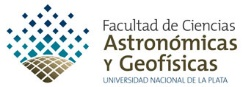 Facultad de Ciencias
Astronómicas
y Geofísicas
UNIVERSIDAD NACIONAL DE LA PLATA